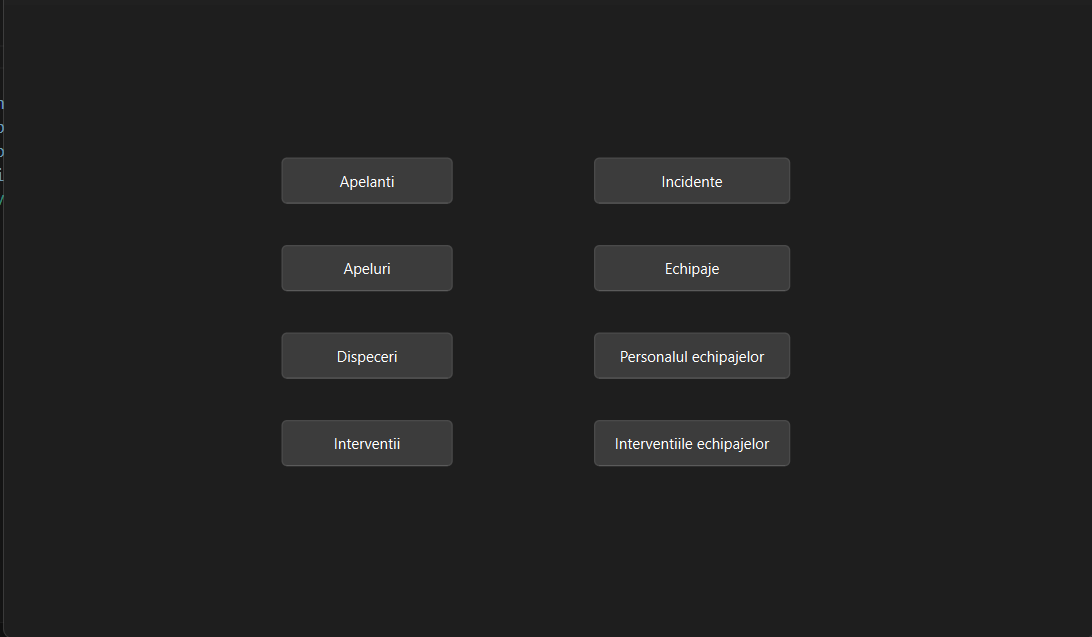 Apelanti
Incidente
Apeluri
Echipaje
Dispeceri
Personalul echipajelor
Interventii
Interventiile echipajelor